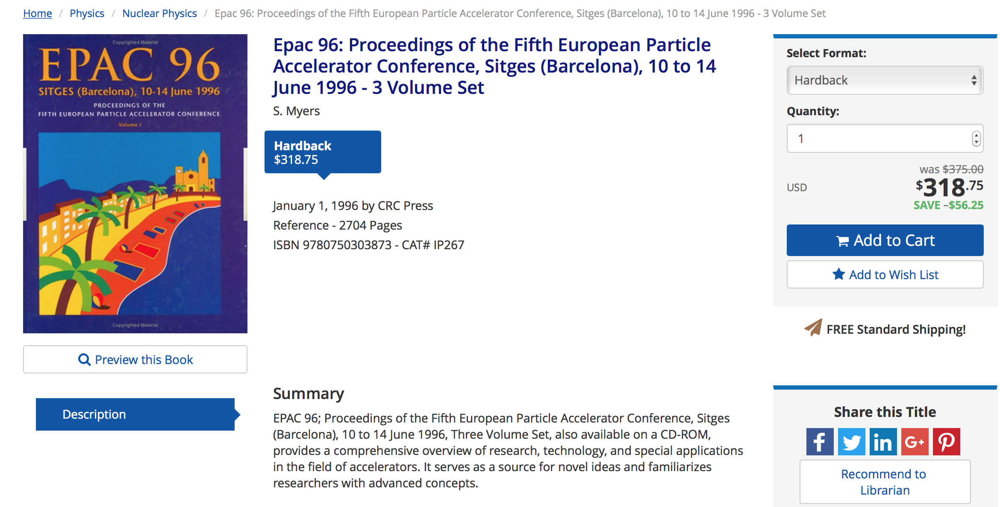 Home / Physics / Nuclear Physics / Epac 96: Proceedings of the Fifth European Particle Accelerator Conference, Sitges (Barcelona), 10 to 14 June 1996 - 3 Volume Set
Copyrighted Material
EPAC 96
SITGES (Barcelona), 10-14 June 1996
PROCEEDINGS OF THE
FIFTH EUROPEAN PARTICLE ACCELERATOR CONFERENCE
Volume I
Copyrighted Material
Preview this Book
Description
Epac 96: Proceedings of the Fifth European Particle
Accelerator Conference, Sitges (Barcelona), 10 to 14
June 1996 - 3 Volume Set
S. Myers
Hardback
$318.75
January 1, 1996 by CRC Press
Reference - 2704 Pages
ISBN 9780750303873 - CAT# IP267
Summary
EPAC 96; Proceedings of the Fifth European Particle Accelerator Conference, Sitges
(Barcelona), 10 to 14 June 1996, Three Volume Set, also available on a CD-ROM,
provides a comprehensive overview of research, technology, and special applications
in the field of accelerators. It serves as a source for novel ideas and familiarizes
researchers with advanced concepts.
Select Format:
Hardback
Quantity:
1
was $375.00
USD $318.75
SAVE ~$56.25
Add to Cart
Add to Wish List
FREE Standard Shipping!
Share this Title
f in G+
Recommend to
Librarian